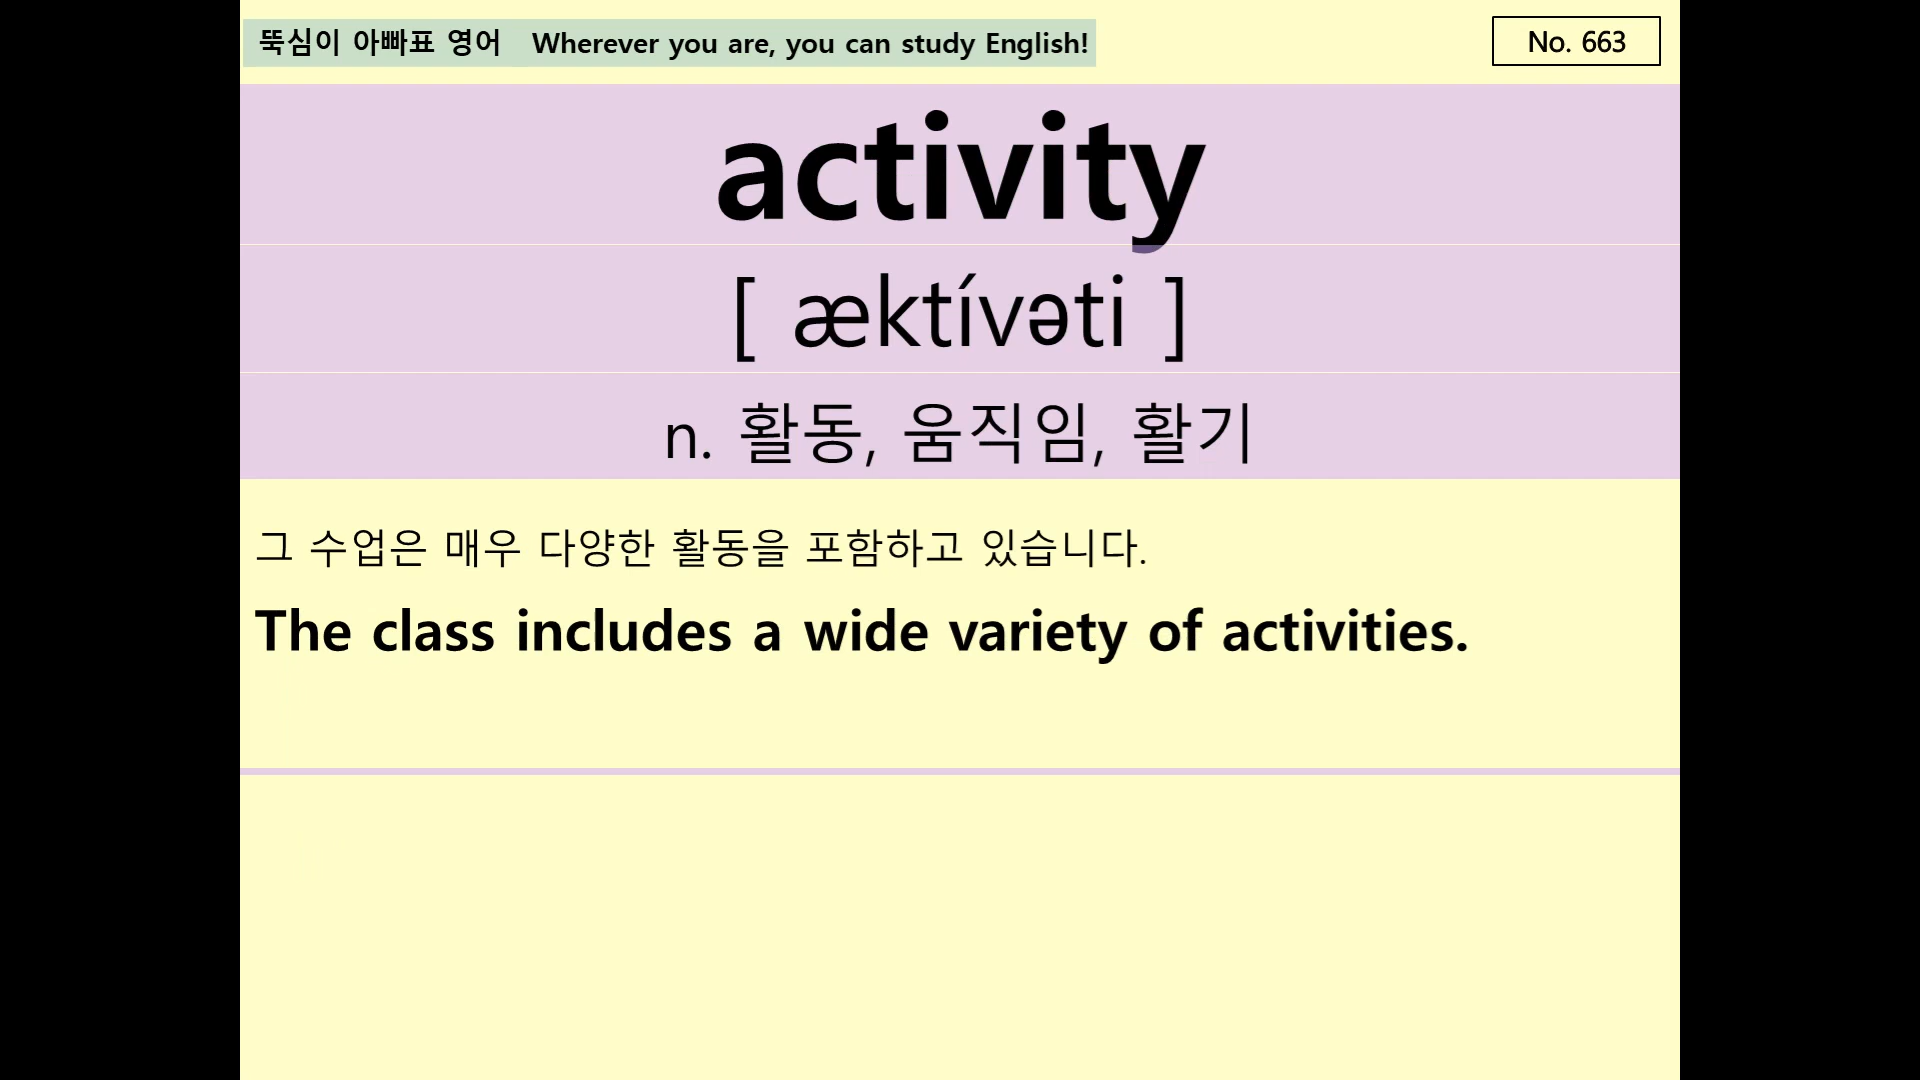 뚝심이 아빠표 영어 Wherever you are, you can study English!
No. 663
activity
[ æktívəti ]
n. 활동, 움직임, 활기
그 수업은 매우 다양한 활동을 포함하고 있습니다.
The class includes a wide variety of activities.